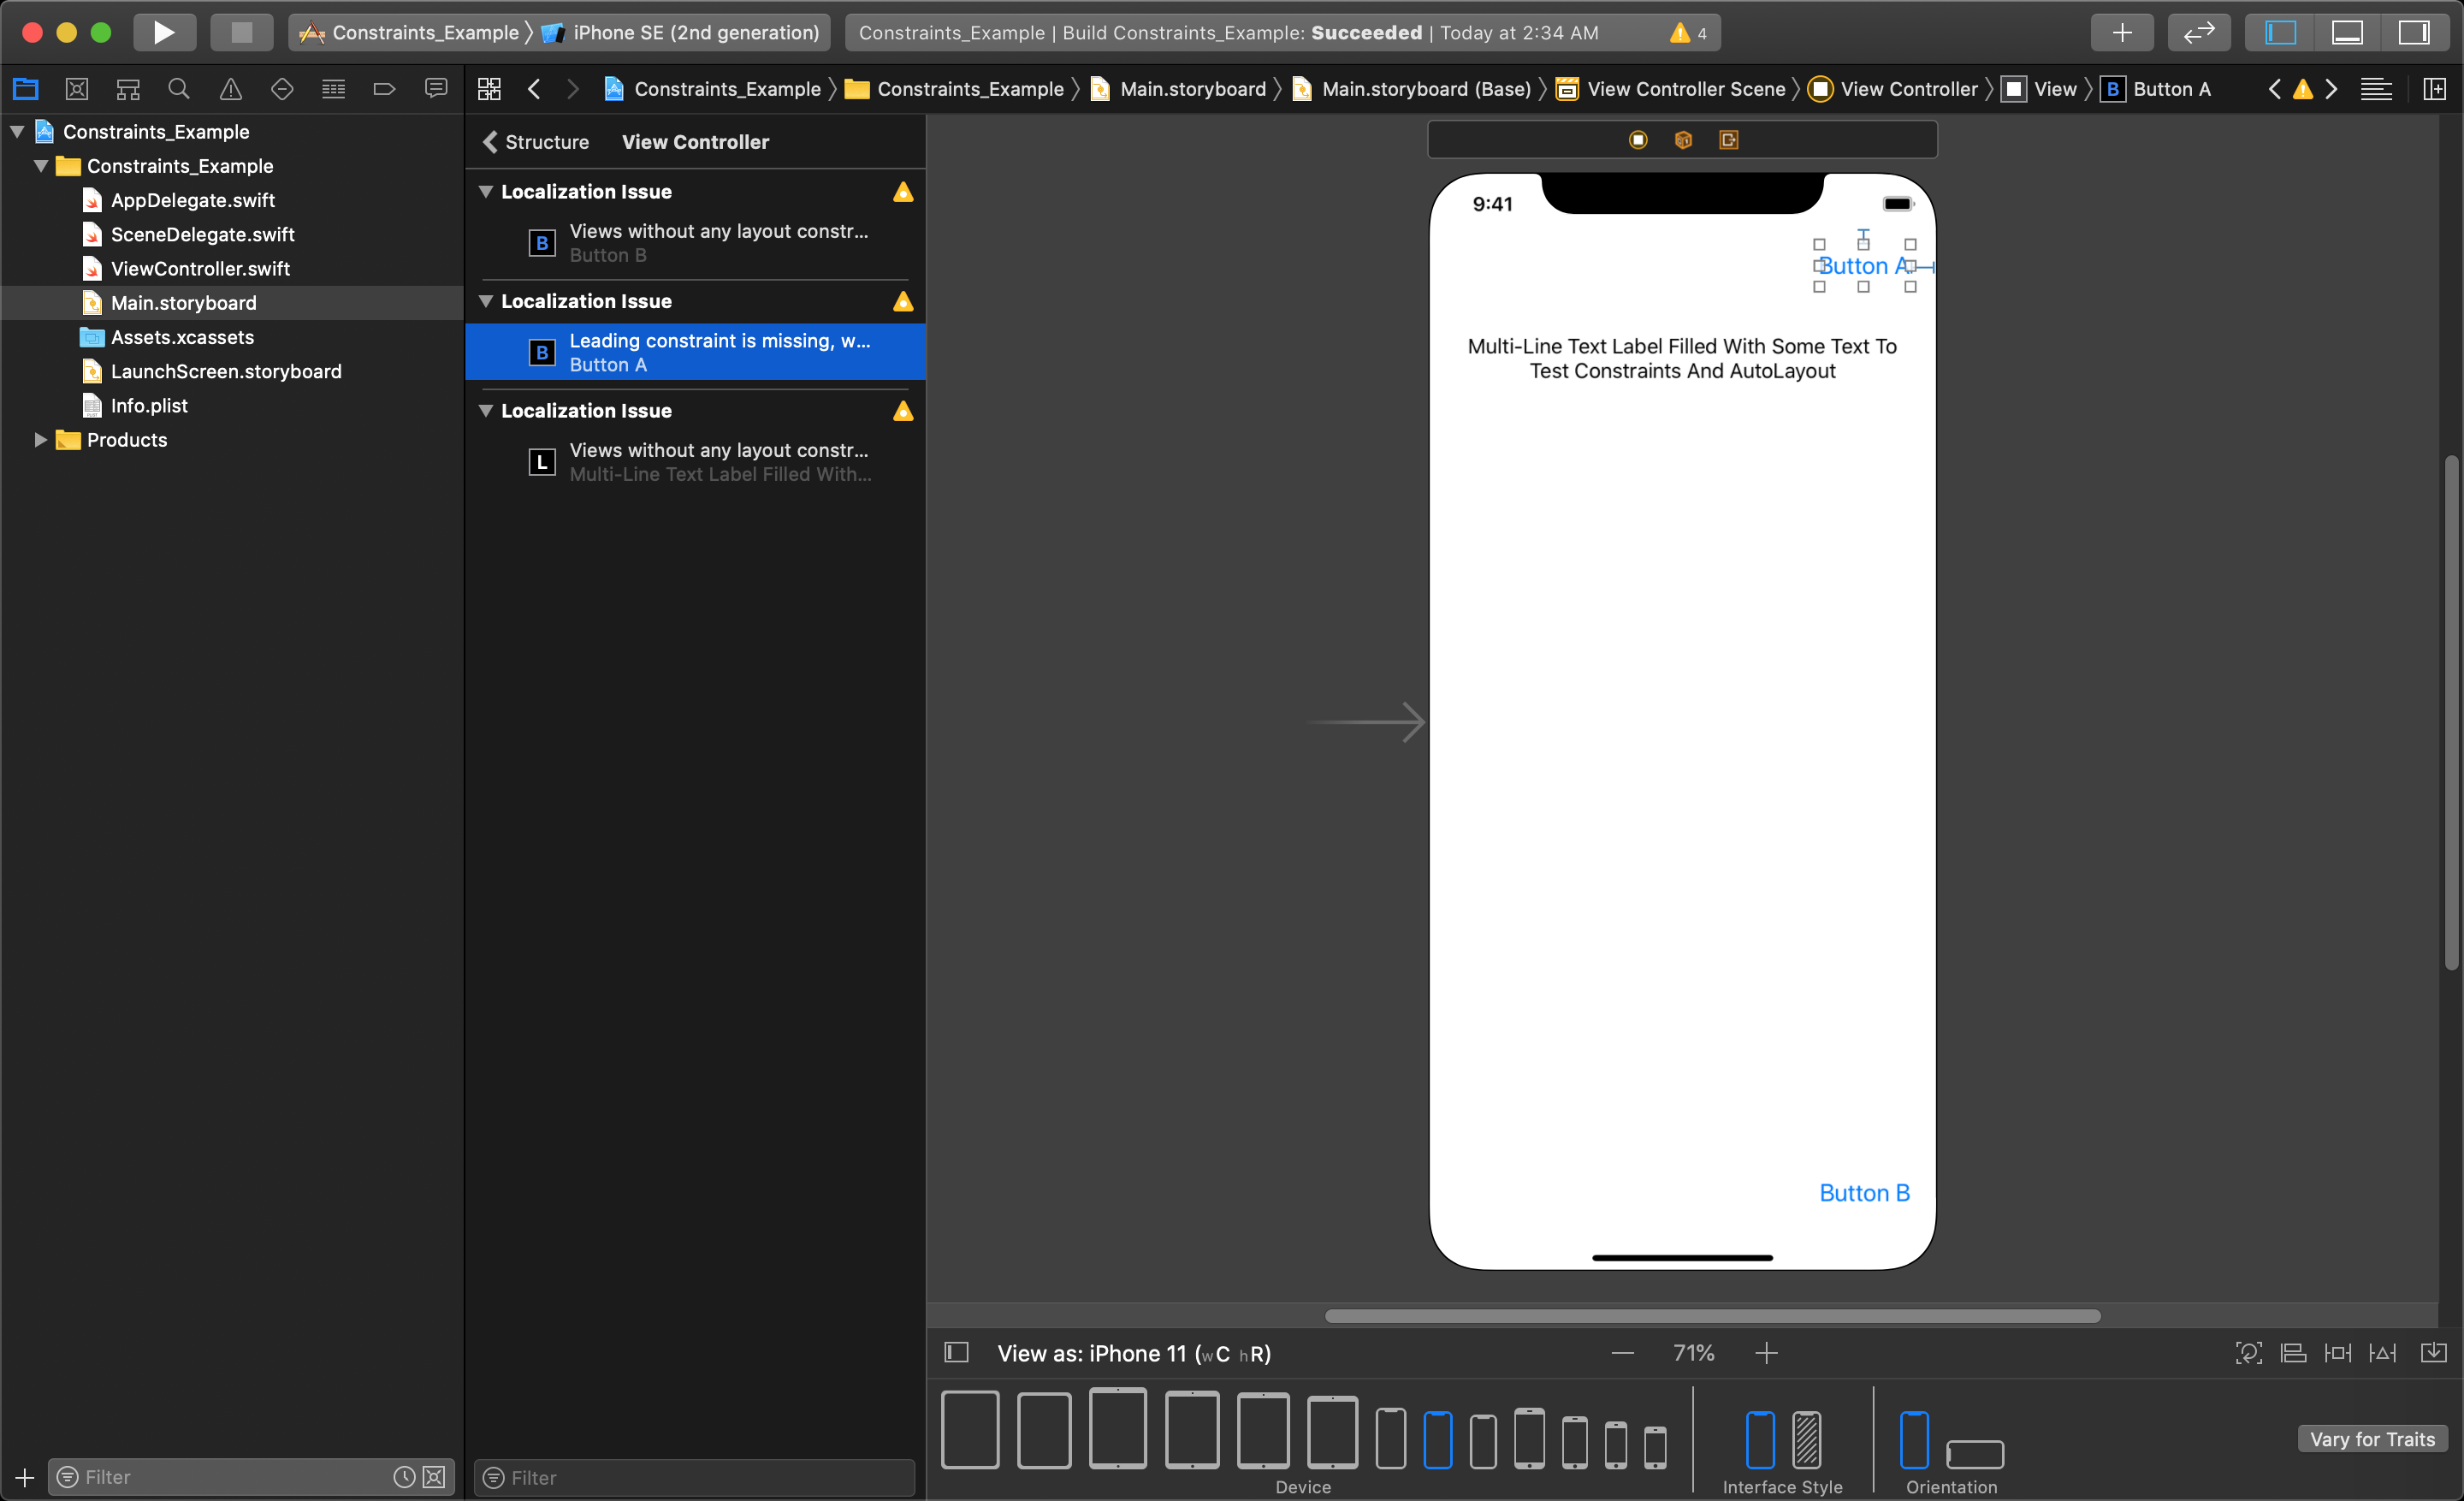 Constraints_Example
iPhone SE (2nd generation)
Constraints_Example | Build Constraints_Example: Succeeded | Today at 2:34 AM
4
Constraints_Example
Constraints_Example
Main.storyboard
Main.storyboard (Base)
View Controller Scene
View Controller
View
B
Button A
Constraints_Example
Constraints_Example
AppDelegate.swift
SceneDelegate.swift
ViewController.swift
Main.storyboard
Assets.xcassets
LaunchScreen.storyboard
Info.plist
Products
Filter
Structure
View Controller
Localization Issue
B
Views without any layout constr...
Button B
Localization Issue
B
Leading constraint is missing, w...
Button A
Localization Issue
L
Views without any layout constr...
Multi-Line Text Label Filled With...
Filter
9:41
Button A
Multi-Line Text Label Filled With Some Text To
Test Constraints And AutoLayout
Button B
View as: iPhone 11 (wC hR)
71%
Device
Interface Style
Orientation
Vary for Traits